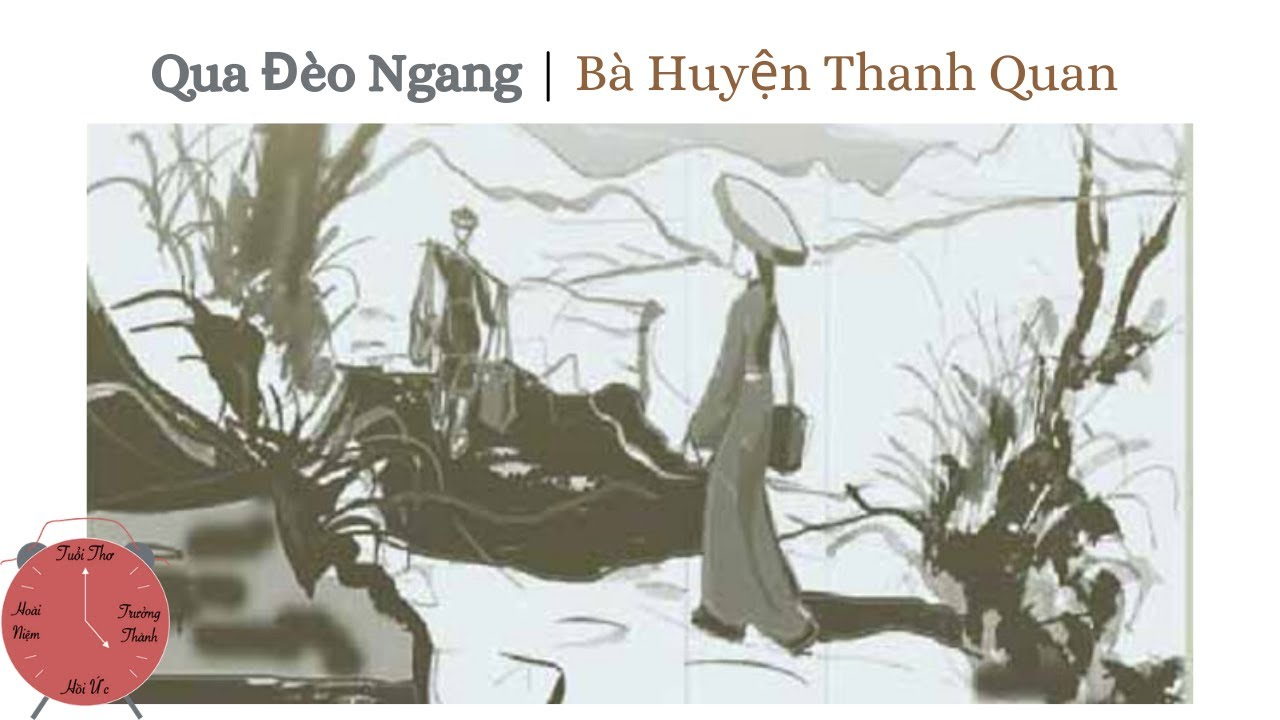 Qua Đèo Ngang | Bà Huyện Thanh Quan
Tuổi Thơ
Hoài Niệm
Trưởng Thành
Hồi Ức